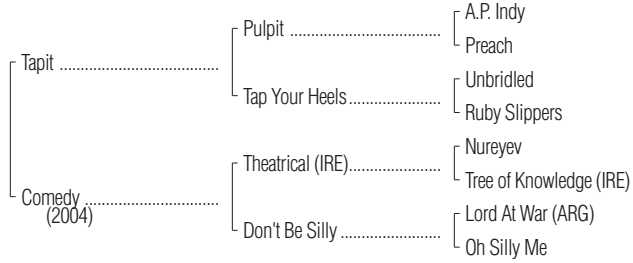 A.P. Indy
Pulpit ..............................
Preach
Tapit ..........................................
Unbridled
Tap Your Heels ........................
Ruby Slippers
Nureyev
Theatrical (IRE)........................
Tree of Knowledge (IRE)
Comedy ...................................
(2004)
Lord At War (ARG)
Don't Be Silly ..........................
Oh Silly Me